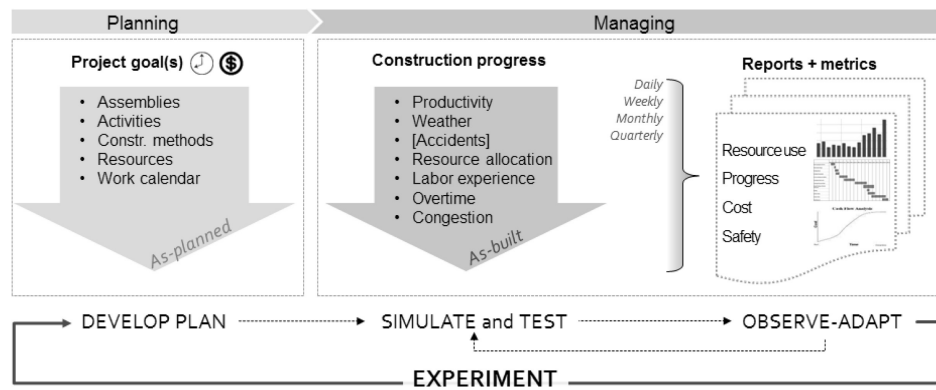 Planning
Managing
Project goal(s)
$
• Assemblies
• Activities
• Constr. methods
• Resources
• Work calendar
As-planned
Construction progress
• Productivity
• Weather
• [Accidents]
• Resource allocation
• Labor experience
• Overtime
• Congestion
As-built
Daily
Weekly
Monthly
Quarterly
Reports + metrics
Resource use
Progress
Cost
Safety
Cash Flow Analysis
DEVELOP PLAN
SIMULATE and TEST
OBSERVE-ADAPT
EXPERIMENT